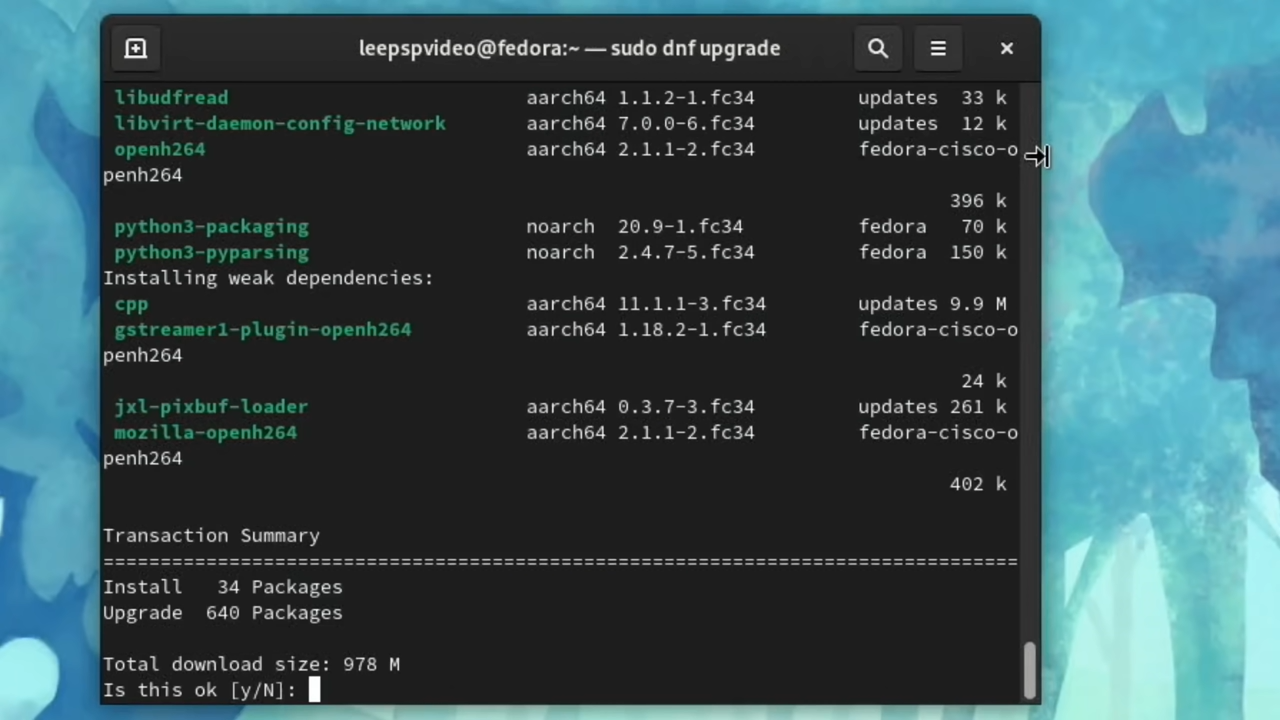 leepspvideo@fedora:~ — sudo dnf upgrade
libudfread aarch64 1.1.2-1.fc34 updates 33 k
libvirt-daemon-config-network aarch64 7.0.0-6.fc34 updates 12 k
openh264 aarch64 2.1.1-2.fc34 fedora-cisco-o
penh264
396 k
python3-packaging noarch 20.9-1.fc34 fedora 70 k
python3-pyparsing noarch 2.4.7-5.fc34 fedora 150 k
Installing weak dependencies:
cpp aarch64 11.1.1-3.fc34 updates 9.9 M
gstreamer1-plugin-openh264 aarch64 1.18.2-1.fc34 fedora-cisco-o
penh264
24 k
jxl-pixbuf-loader aarch64 0.3.7-3.fc34 updates 261 k
mozilla-openh264 aarch64 2.1.1-2.fc34 fedora-cisco-o
penh264
402 k
Transaction Summary
================================================================================
Install 34 Packages
Upgrade 640 Packages
Total download size: 978 M
Is this ok [y/N]: